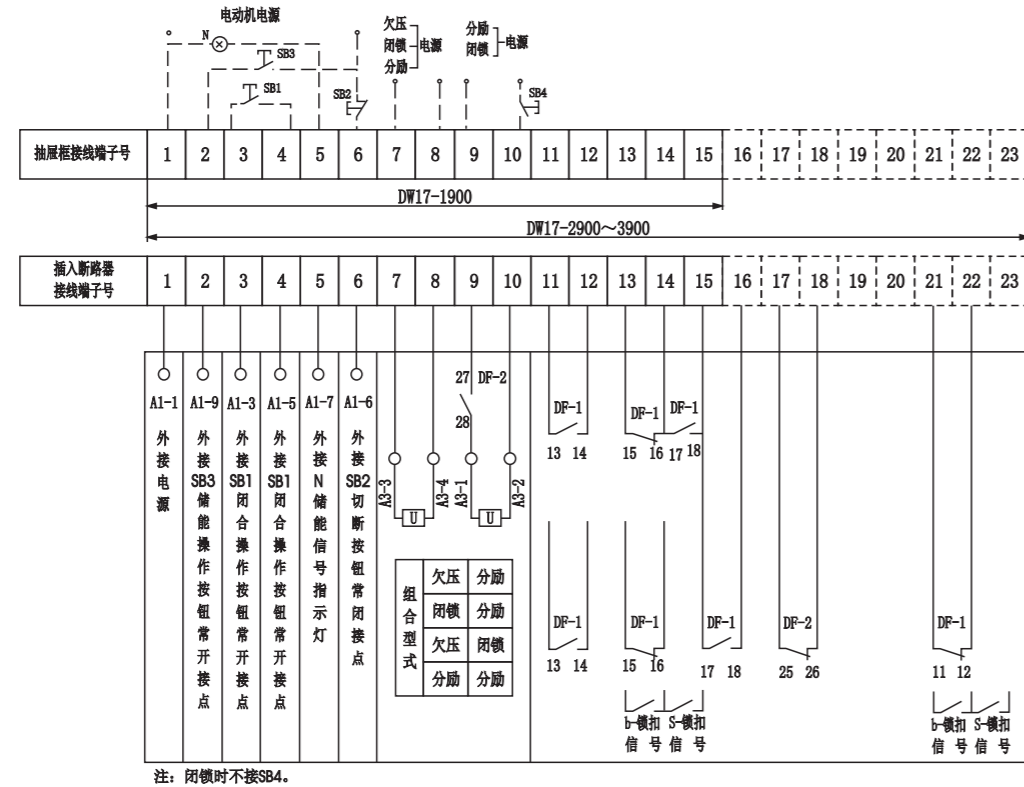 电动机电源
N
SB3
SB1
SB2
欠压
闭锁
分励
电源
分励
闭锁
电源
SB4
抽屉框接线端子号 1 2 3 4 5 6 7 8 9 10 11 12 13 14 15 16 17 18 19 20 21 22 23
DW17-1900
DW17-2900～3900
插入断路器
接线端子号
1 2 3 4 5 6 7 8 9 10 11 12 13 14 15 16 17 18 19 20 21 22 23
A1-1
外接电源
A1-9
外接SB3储能操作按钮常开接点
A1-3
外接SB1闭合操作按钮常开接点
A1-5
外接SB1闭合操作按钮常开接点
A1-7
外接N储能信号指示灯
A1-6
外接SB2切断按钮常闭接点
27 DF-2
28
A3-3
A3-4
A3-1
A3-2
U
U
组合型式
欠压 分励
闭锁 分励
欠压 闭锁
分励 分励
DF-1
13 14
DF-1
15 16
DF-1
17 18
DF-1
13 14
DF-1
15 16
DF-1
17 18
DF-2
25 26
DF-1
11 12
b-锁扣 S-锁扣
信 号 信 号
b-锁扣 S-锁扣
信 号 信 号
注: 闭锁时不接SB4。